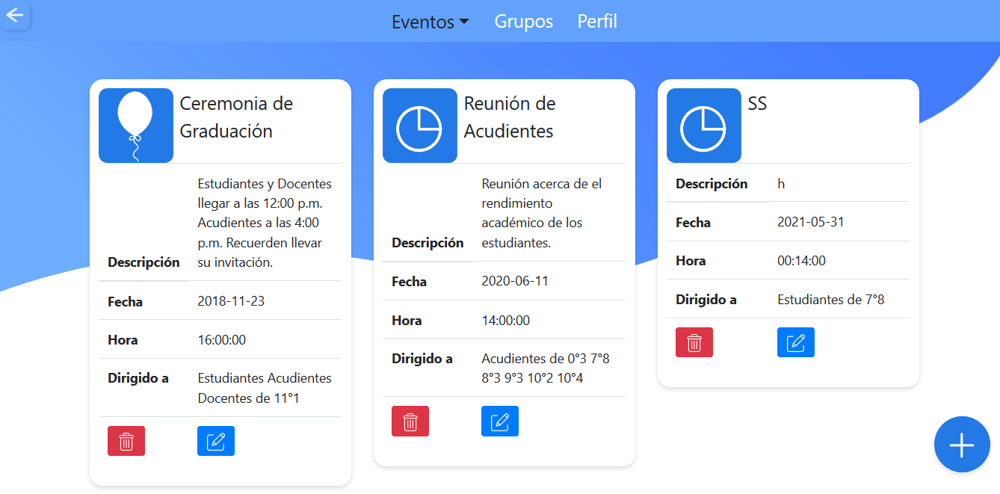 Eventos
Grupos
Perfil
Ceremonia de
Graduación
Descripción
Estudiantes y Docentes
llegar a las 12:00 p.m.
Acudientes a las 4:00
p.m. Recuerden llevar
su invitación.
Fecha
2018-11-23
Hora
16:00:00
Dirigido a
Estudiantes Acudientes
Docentes de 11°1
Reunión de
Acudientes
Descripción
Reunión acerca de el
rendimiento
académico de los
estudiantes.
Fecha
2020-06-11
Hora
14:00:00
Dirigido a
Acudientes de 0°3 7°8
8°3 9°3 10°2 10°4
SS
Descripción
h
Fecha
2021-05-31
Hora
00:14:00
Dirigido a
Estudiantes de 7°8